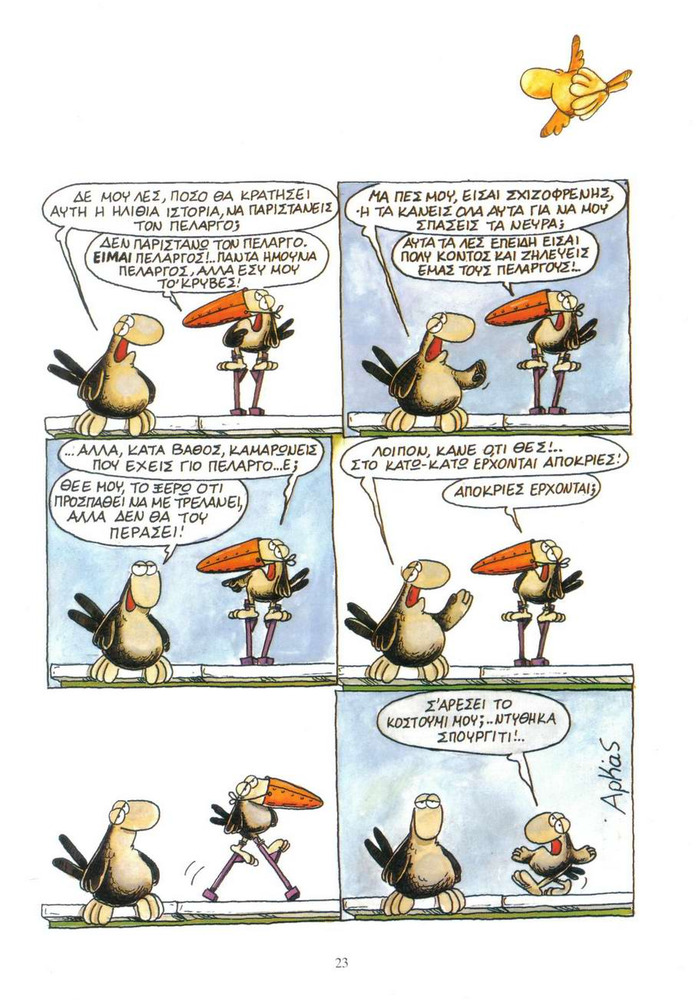 ΔΕ ΜΟΥ ΛΕΣ, ΠΟΣΟ ΘΑ ΚΡΑΤΗΣΕΙ
ΑΥΤΗ Η ΗΛΙΘΙΑ ΙΣΤΟΡΙΑ, ΝΑ ΠΑΡΙΣΤΑΝΕΙΣ
ΤΟΝ ΠΕΛΑΡΓΟ;
ΔΕΝ ΠΑΡΙΣΤΑΝΩ ΤΟΝ ΠΕΛΑΡΓΟ.
ΕΙΜΑΙ ΠΕΛΑΡΓΟΣ!..ΠΑΝΤΑ ΗΜΟΥΝΑ
ΠΕΛΑΡΓΟΣ, ΑΛΛΑ ΕΣΥ ΜΟΥ
ΤΟ'ΚΡΥΒΕΣ!
ΜΑ ΠΕΣ ΜΟΥ, ΕΙΣΑΙ ΣΧΙΖΟΦΡΕΝΗΣ,
Ή ΤΑ ΚΑΝΕΙΣ ΟΛΑ ΑΥΤΑ ΓΙΑ ΝΑ ΜΟΥ
ΣΠΑΣΕΙΣ ΤΑ ΝΕΥΡΑ;
ΑΥΤΑ ΤΑ ΛΕΣ ΕΠΕΙΔΗ ΕΙΣΑΙ
ΠΟΛΥ ΚΟΝΤΟΣ ΚΑΙ ΖΗΛΕΥΕΙΣ
ΕΜΑΣ ΤΟΥΣ ΠΕΛΑΡΓΟΥΣ!..
...ΑΛΛΑ, ΚΑΤΑ ΒΑΘΟΣ, ΚΑΜΑΡΩΝΕΙΣ
ΠΟΥ ΕΧΕΙΣ ΓΙΟ ΠΕΛΑΡΓΟ...Ε;
ΘΕΕ ΜΟΥ, ΤΟ ΞΕΡΩ ΟΤΙ
ΠΡΟΣΠΑΘΕΙ ΝΑ ΜΕ ΤΡΕΛΑΝΕΙ,
ΑΛΛΑ ΔΕΝ ΘΑ ΤΟΥ
ΠΕΡΑΣΕΙ!
ΛΟΙΠΟΝ, ΚΑΝΕ Ο,ΤΙ ΘΕΣ!..
ΣΤΟ ΚΑΤΩ-ΚΑΤΩ ΕΡΧΟΝΤΑΙ ΑΠΟΚΡΙΕΣ!
ΑΠΟΚΡΙΕΣ ΕΡΧΟΝΤΑΙ;
Σ'ΑΡΕΣΕΙ ΤΟ
ΚΟΣΤΟΥΜΙ ΜΟΥ;..ΝΤΥΘΗΚΑ
ΣΠΟΥΡΓΙΤΙ!..
Αρκάς
23